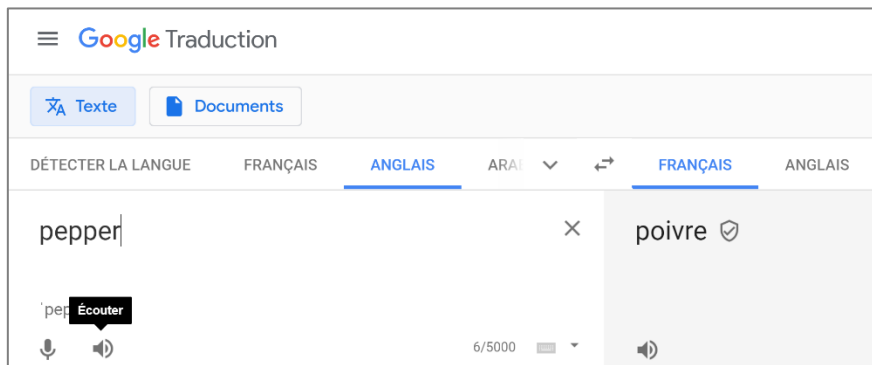 Google Traduction
Texte Documents
DÉTECTER LA LANGUE FRANÇAIS ANGLAIS FRANÇAIS ANGLAIS
pepper poivre
Écouter
6/5000